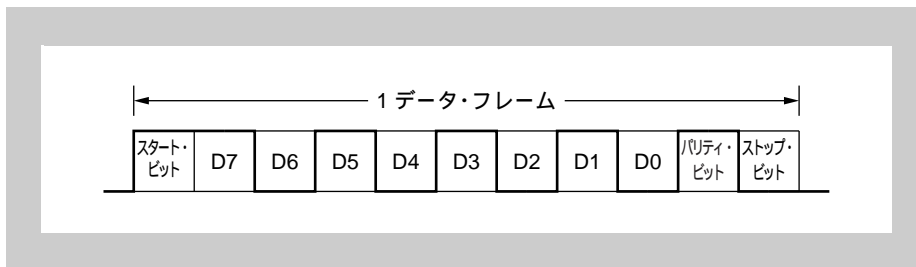 1 データ・フレーム
スタート・
ビット
D7
D6
D5
D4
D3
D2
D1
D0
パリティ・
ビット
ストップ・
ビット